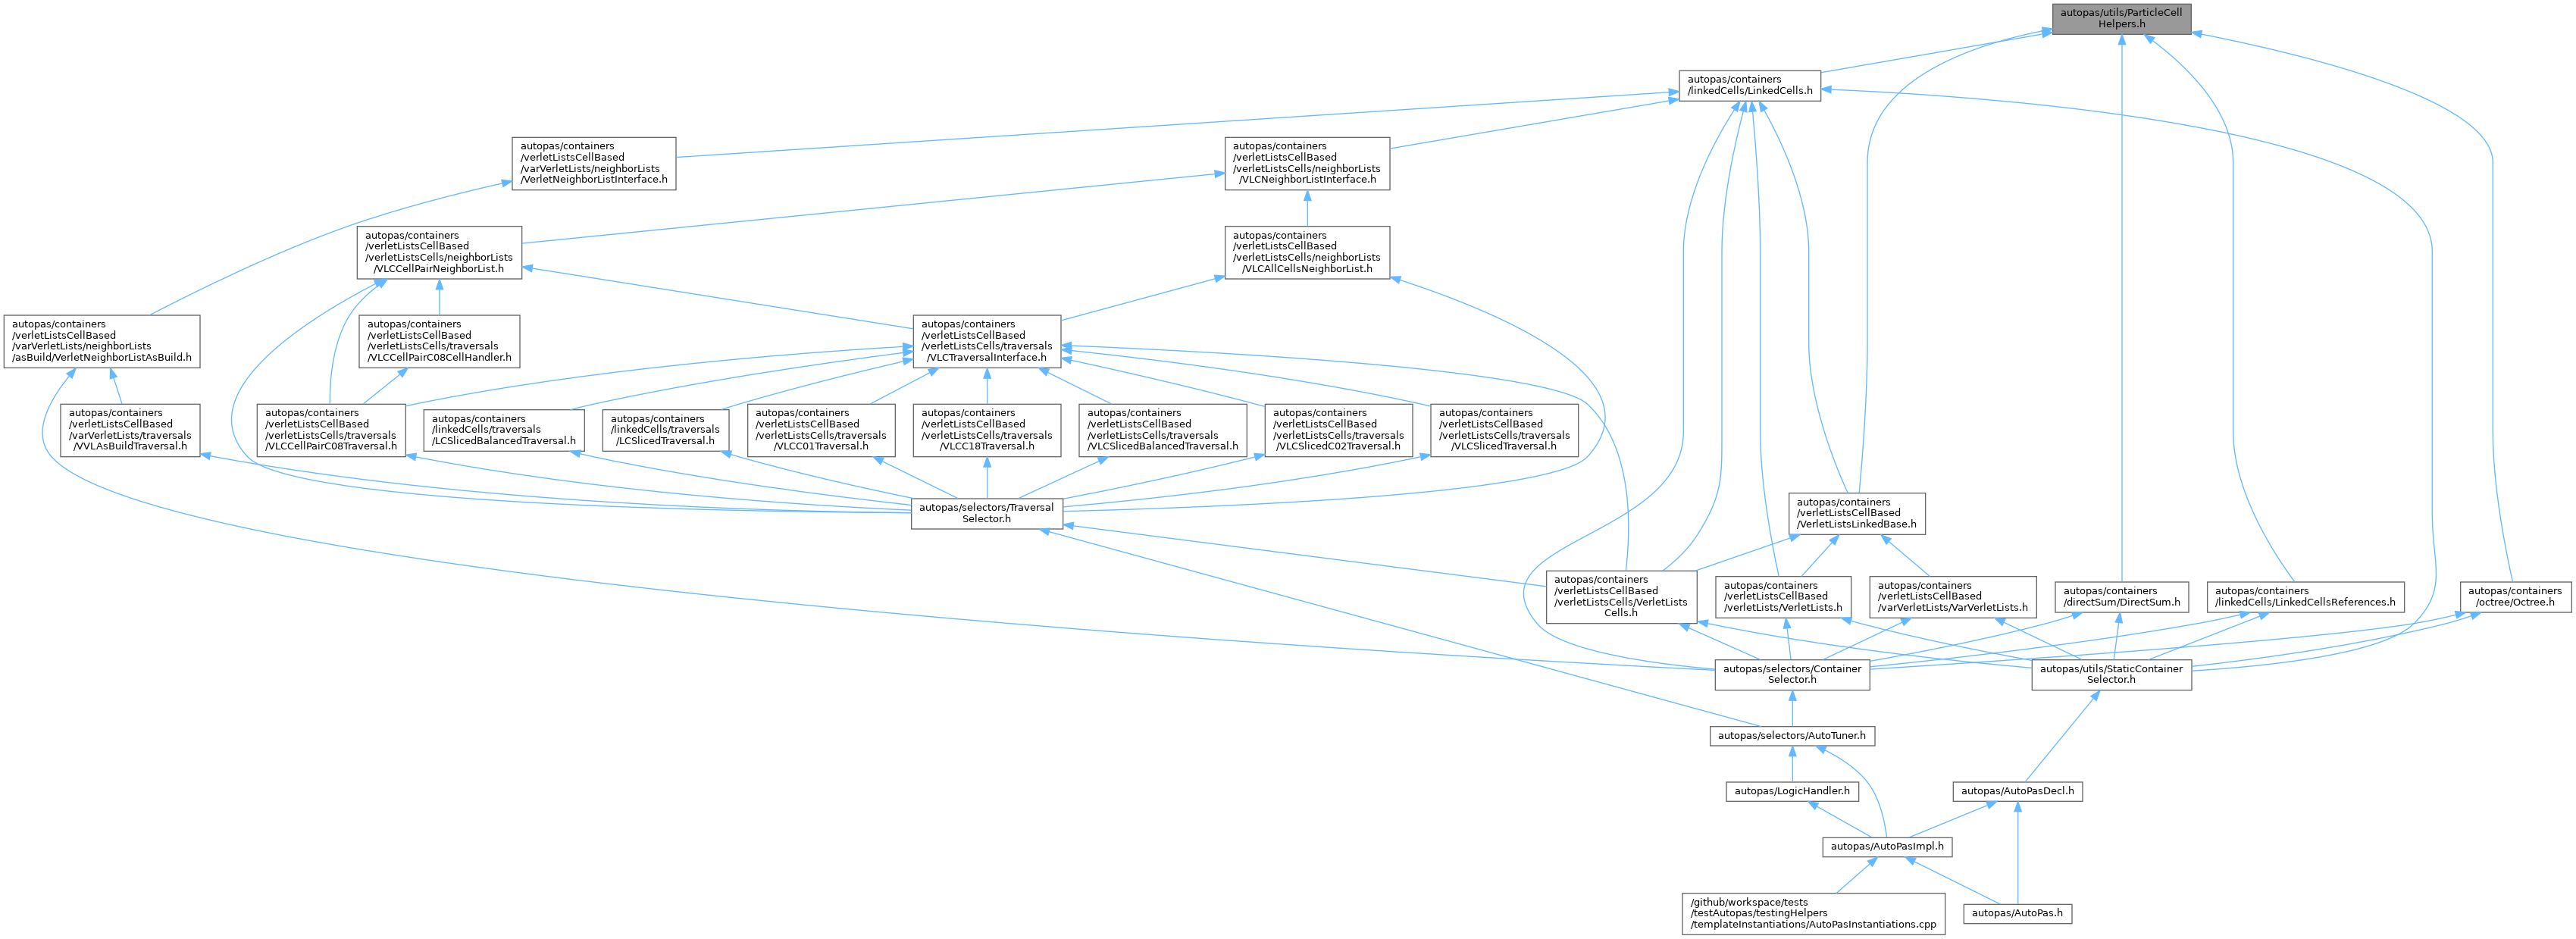 autopas/utils/ParticleCell
Helpers.h
autopas/containers
/linkedCells/LinkedCells.h
autopas/containers
/verletListsCellBased
/varVerletLists/neighborLists
/VerletNeighborListInterface.h
autopas/containers
/verletListsCellBased
/verletListsCells/neighborLists
/VLCNeighborListInterface.h
autopas/containers
/verletListsCellBased
/verletListsCells/neighborLists
/VLCCellPairNeighborList.h
autopas/containers
/verletListsCellBased
/verletListsCells/neighborLists
/VLCAllCellsNeighborList.h
autopas/containers
/verletListsCellBased
/varVerletLists/neighborLists
/asBuild/VerletNeighborListAsBuild.h
autopas/containers
/verletListsCellBased
/verletListsCells/traversals
/VLCCellPairC08CellHandler.h
autopas/containers
/verletListsCellBased
/verletListsCells/traversals
/VLCTraversalInterface.h
autopas/containers
/verletListsCellBased
/varVerletLists/traversals
/VVLAsBuildTraversal.h
autopas/containers
/verletListsCellBased
/verletListsCells/traversals
/VLCCellPairC08Traversal.h
autopas/containers
/linkedCells/traversals
/LCSlicedBalancedTraversal.h
autopas/containers
/linkedCells/traversals
/LCSlicedTraversal.h
autopas/containers
/verletListsCellBased
/verletListsCells/traversals
/VLCC01Traversal.h
autopas/containers
/verletListsCellBased
/verletListsCells/traversals
/VLCC18Traversal.h
autopas/containers
/verletListsCellBased
/verletListsCells/traversals
/VLCSlicedBalancedTraversal.h
autopas/containers
/verletListsCellBased
/verletListsCells/traversals
/VLCSlicedC02Traversal.h
autopas/containers
/verletListsCellBased
/verletListsCells/traversals
/VLCSlicedTraversal.h
autopas/selectors/Traversal
Selector.h
autopas/containers
/verletListsCellBased
/VerletListsLinkedBase.h
autopas/containers
/verletListsCellBased
/verletListsCells/VerletLists
Cells.h
autopas/containers
/verletListsCellBased
/verletLists/VerletLists.h
autopas/containers
/verletListsCellBased
/varVerletLists/VarVerletLists.h
autopas/containers
/directSum/DirectSum.h
autopas/containers
/linkedCells/LinkedCellsReferences.h
autopas/containers
/octree/Octree.h
autopas/selectors/Container
Selector.h
autopas/utils/StaticContainer
Selector.h
autopas/selectors/AutoTuner.h
autopas/LogicHandler.h
autopas/AutoPasDecl.h
autopas/AutoPasImpl.h
/github/workspace/tests
/testAutopas/testingHelpers
/templateInstantiations/AutoPasInstantiations.cpp
autopas/AutoPas.h